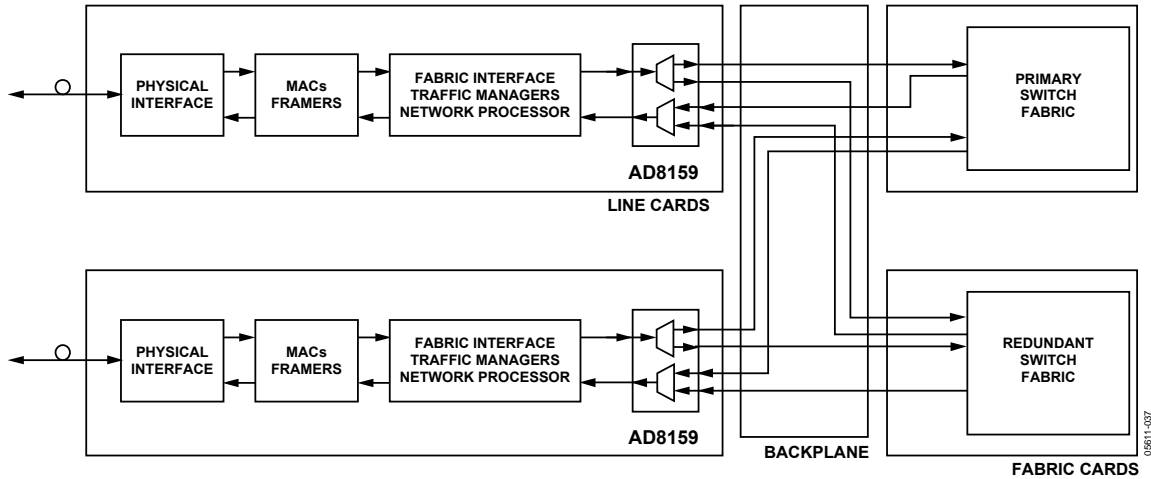 PHYSICAL
INTERFACE
MACs
FRAMERS
FABRIC INTERFACE
TRAFFIC MANAGERS
NETWORK PROCESSOR
AD8159
LINE CARDS
PRIMARY
SWITCH
FABRIC
PHYSICAL
INTERFACE
MACs
FRAMERS
FABRIC INTERFACE
TRAFFIC MANAGERS
NETWORK PROCESSOR
AD8159
BACKPLANE
REDUNDANT
SWITCH
FABRIC
FABRIC CARDS
05611-037